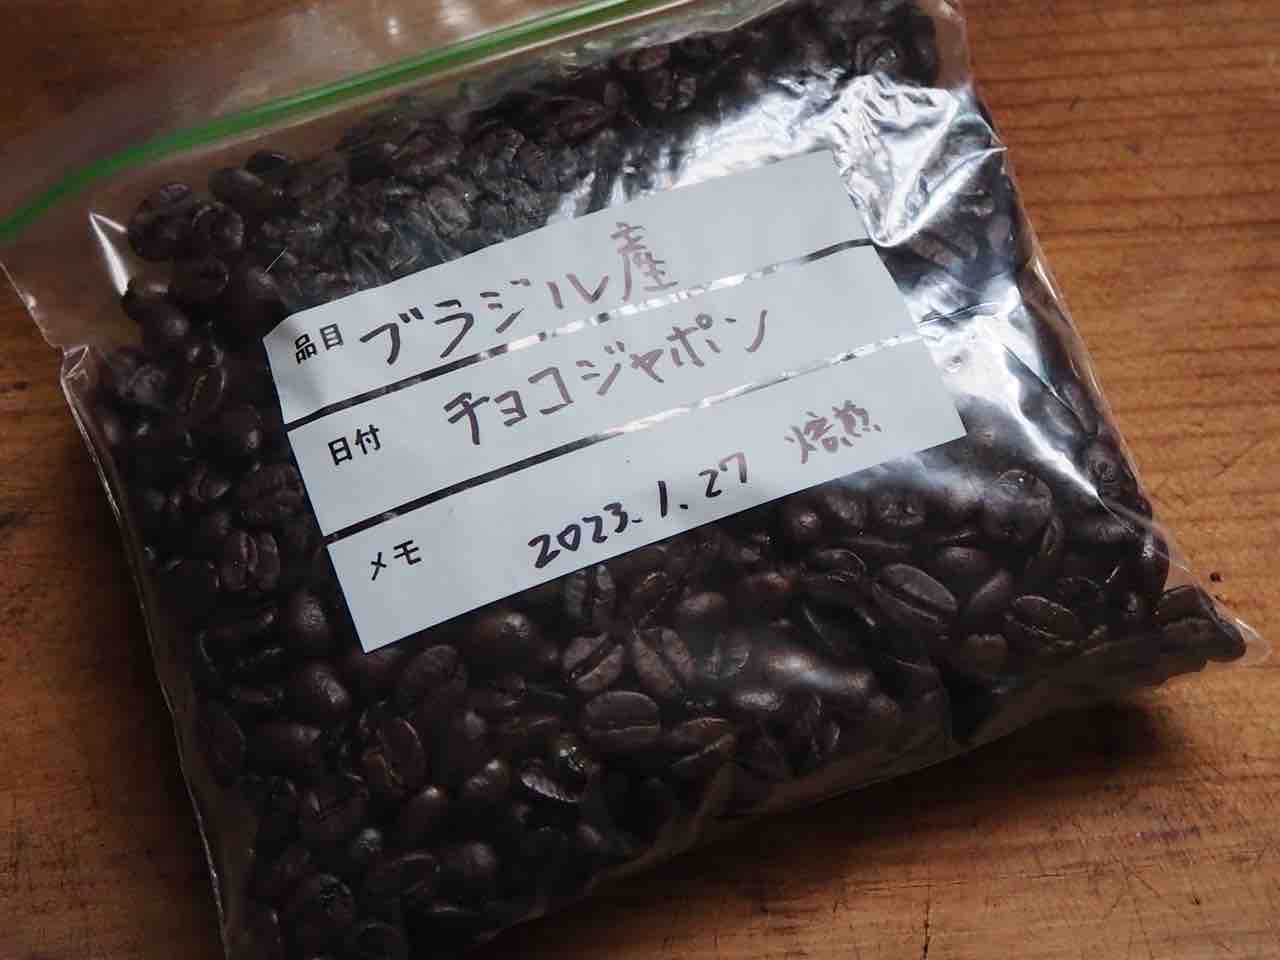 品目 ブラジル産
日付 チョコジャポン
メモ 2023.1.27 焙煎